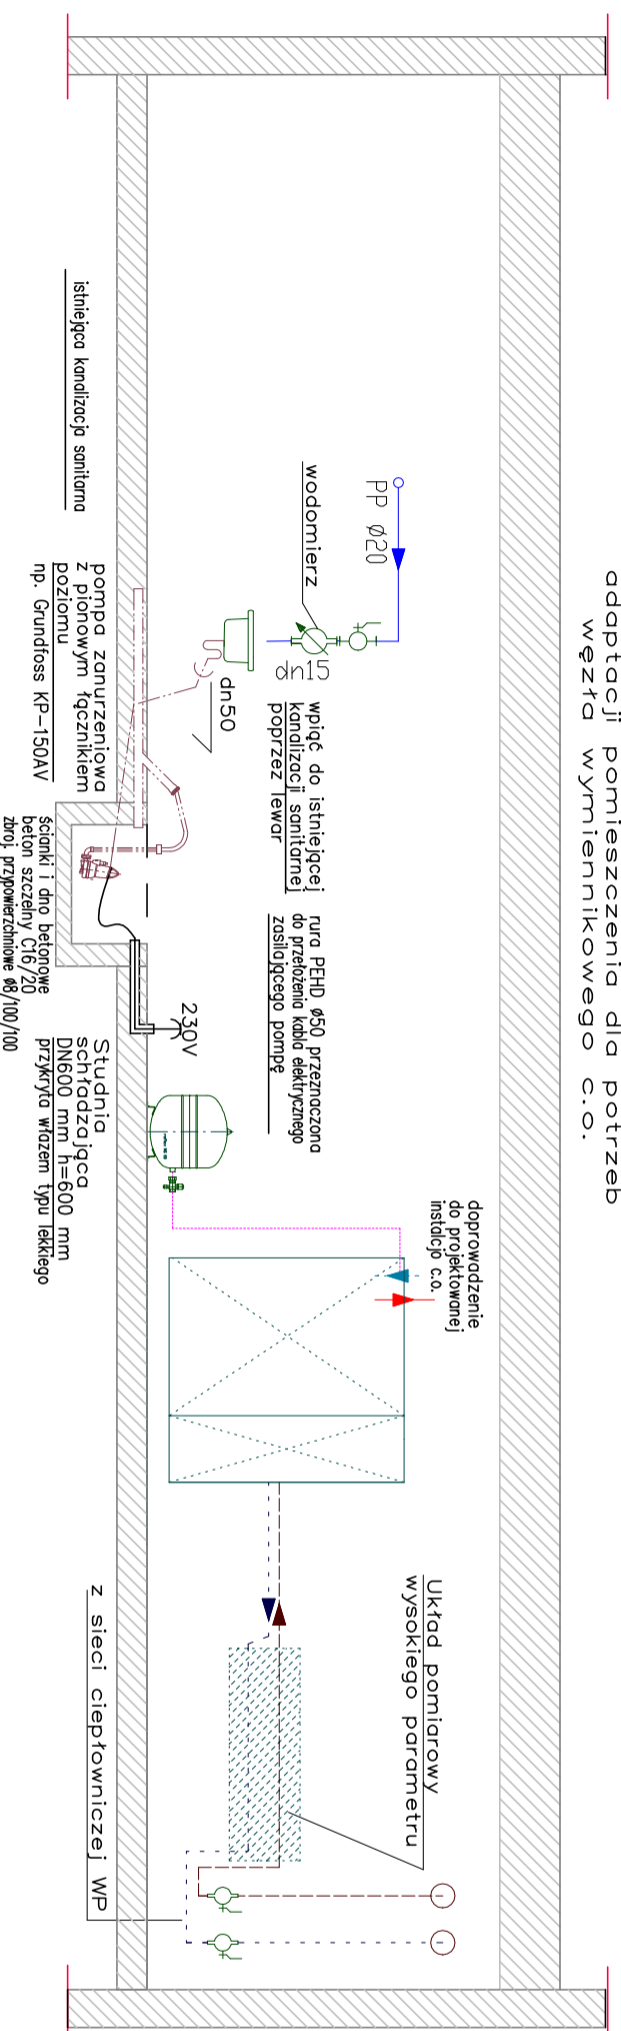 adaptacji pomieszczenia dla potrzeb
węzła wymiennikowego c.o.
PP Ø20
wodomierz
dn15
dn50
istniejąca kanalizacja sanitarna
pompa zanurzeniowa
z pionowym łącznikiem
poziomu
np. Grundfoss KP-150AV
wpiąć do istniejącej
kanalizacji sanitarnej
poprzez lewar
rura PEHD Ø50 przeznaczona
do przełożenia kabla elektrycznego
zasilającego pompę
ścianki i dno betonowe
beton szczelny C16/20
zbroj. przypowierzchniowe Ø8/100/100
230V
Studnia
schładzająca
DN600 mm h=600 mm
przykryta włazem typu lekkiego
doprowadzenie
do projektowanej
instalcjo c.o.
Układ pomiarowy
wysokiego parametru
z sieci ciepłowniczej WP